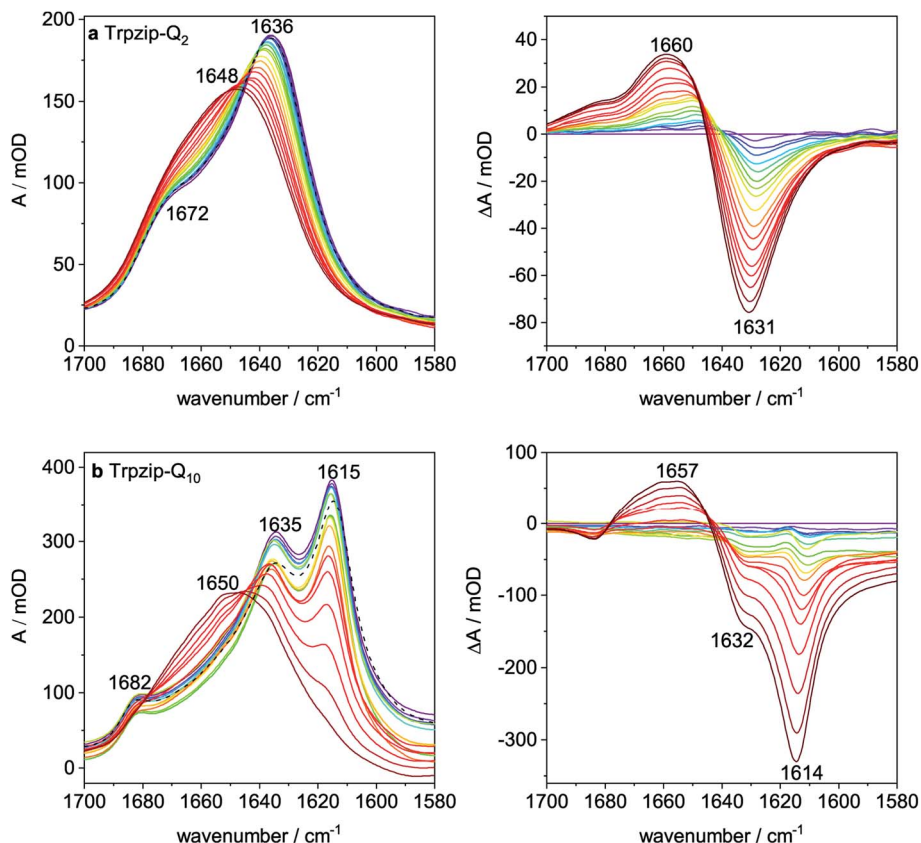 a Trpzip-Q₂
1636
1648
1672
A / mOD
200
150
100
50
0
1700 1680 1660 1640 1620 1600 1580
wavenumber / cm⁻¹
1660
1631
ΔA / mOD
40
20
0
-20
-40
-60
-80
1700 1680 1660 1640 1620 1600 1580
wavenumber / cm⁻¹
b Trpzip-Q₁₀
1615
1635
1650
1682
A / mOD
400
300
200
100
0
1700 1680 1660 1640 1620 1600 1580
wavenumber / cm⁻¹
1657
1632
1614
ΔA / mOD
100
0
-100
-200
-300
1700 1680 1660 1640 1620 1600 1580
wavenumber / cm⁻¹